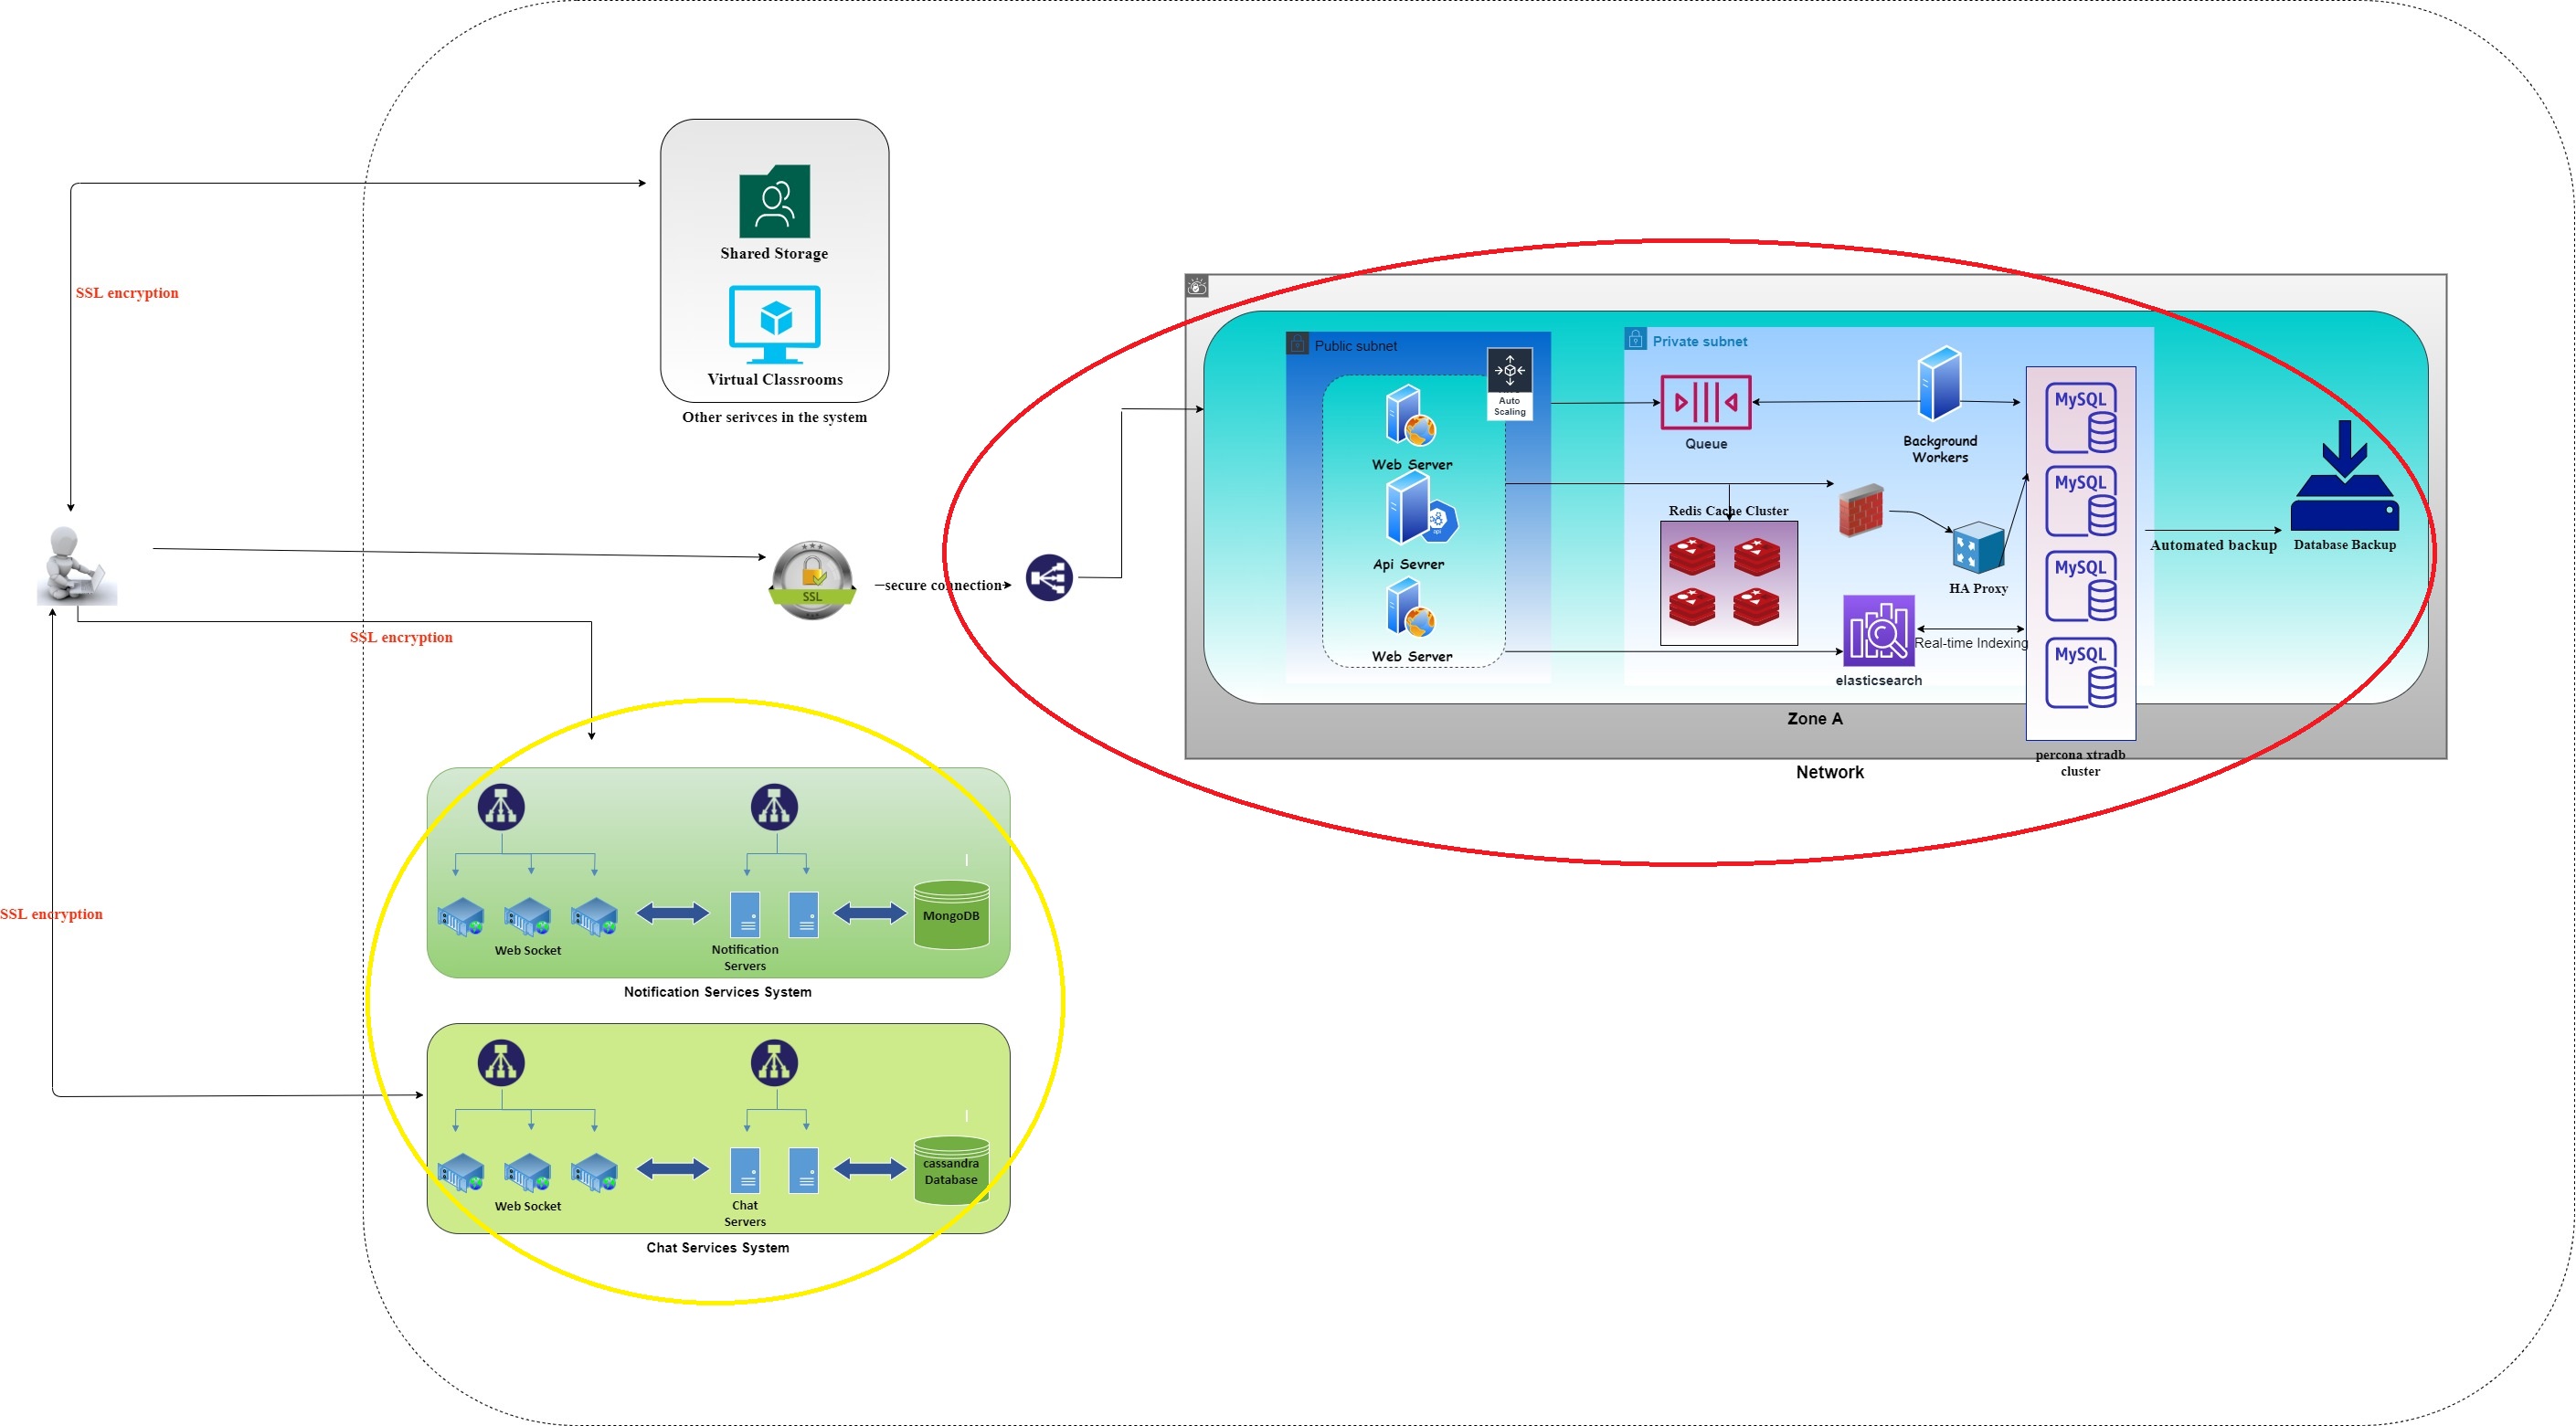 Shared Storage
Virtual Classrooms
Other serivces in the system
SSL encryption
SSL
secure connection
SSL encryption
SSL encryption
Public subnet
Auto
Scaling
Web Server
api
Api Sevrer
Web Server
Private subnet
Queue
Background
Workers
Redis Cache Cluster
HA Proxy
Real-time Indexing
elasticsearch
MySQL
MySQL
MySQL
MySQL
percona xtradb
cluster
Automated backup
Database Backup
Zone A
Network
Web Socket
Notification
Servers
MongoDB
Notification Services System
Web Socket
Chat
Servers
cassandra
Database
Chat Services System